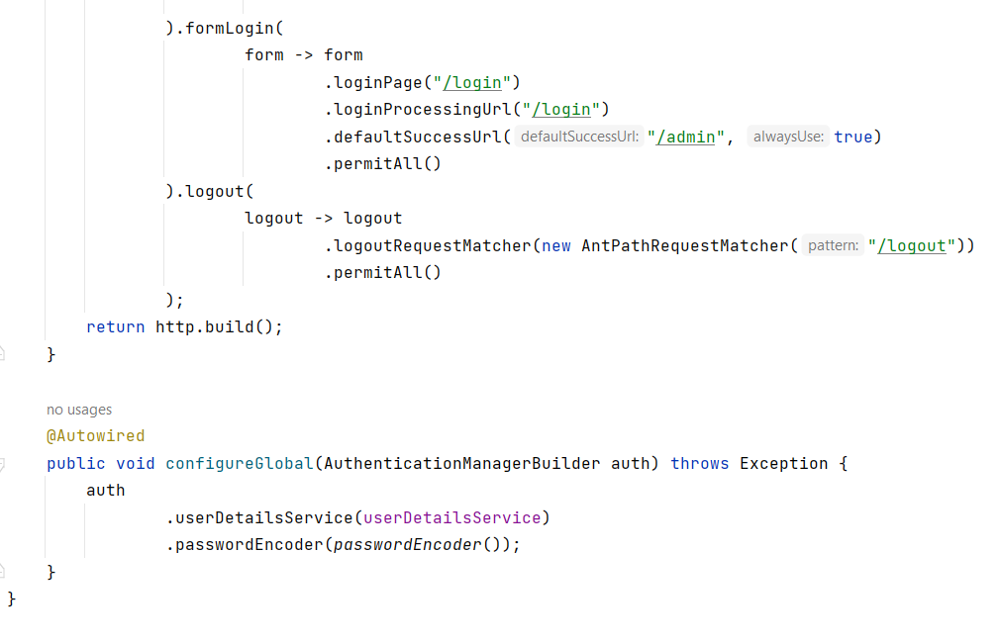 ).formLogin(
form -> form
.loginPage("/login")
.loginProcessingUrl("/login")
.defaultSuccessUrl( defaultSuccessUrl: "/admin", alwaysUse: true)
.permitAll()
).logout(
logout -> logout
.logoutRequestMatcher(new AntPathRequestMatcher( pattern: "/logout"))
.permitAll()
);
return http.build();
}
no usages
@Autowired
public void configureGlobal(AuthenticationManagerBuilder auth) throws Exception {
auth
.userDetailsService(userDetailsService)
.passwordEncoder(passwordEncoder());
}
}